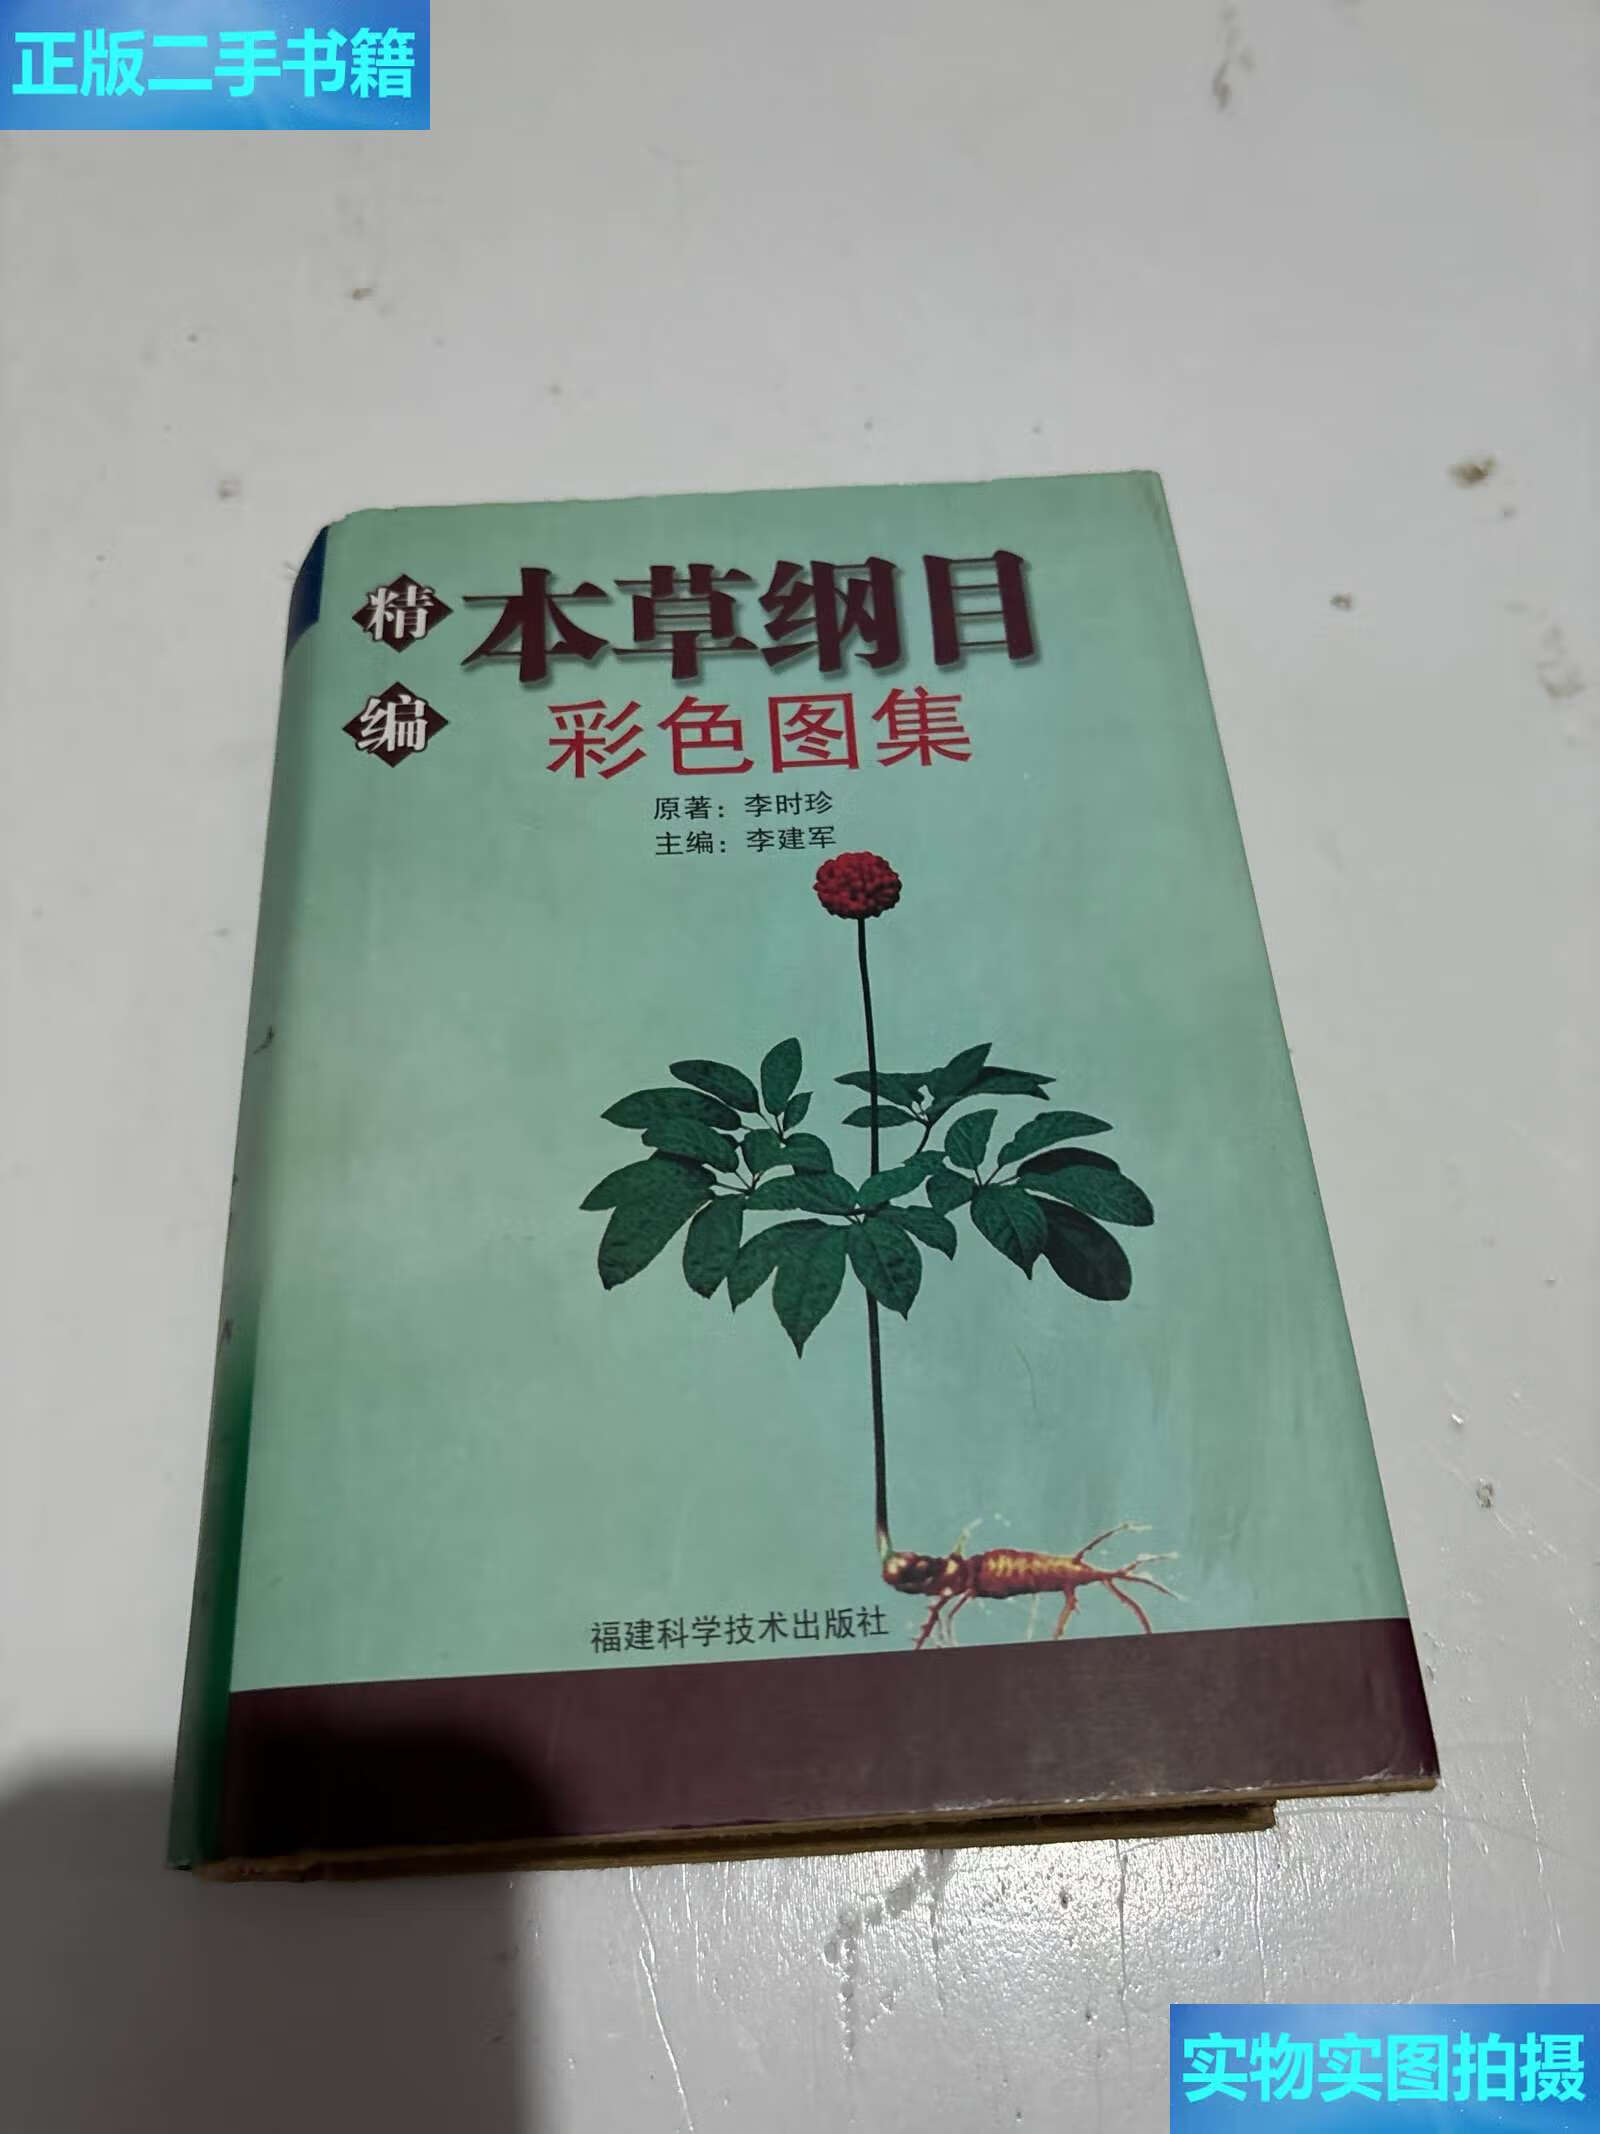 正版二手书籍
精编
本草纲目
彩色图集
原著：李时珍
主编：李建军
福建科学技术出版社
实物实图拍摄